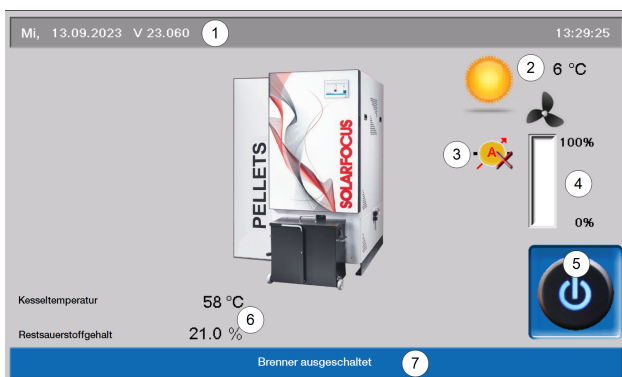 Mi, 13.09.2023 V 23.060 1 13:29:25
2 6 °C
3 A
100%
4
0%
5
PELLETS
SOLARFOCUS
Kesseltemperatur 58 °C
6
Restsauerstoffgehalt 21.0 %
Brenner ausgeschaltet 7